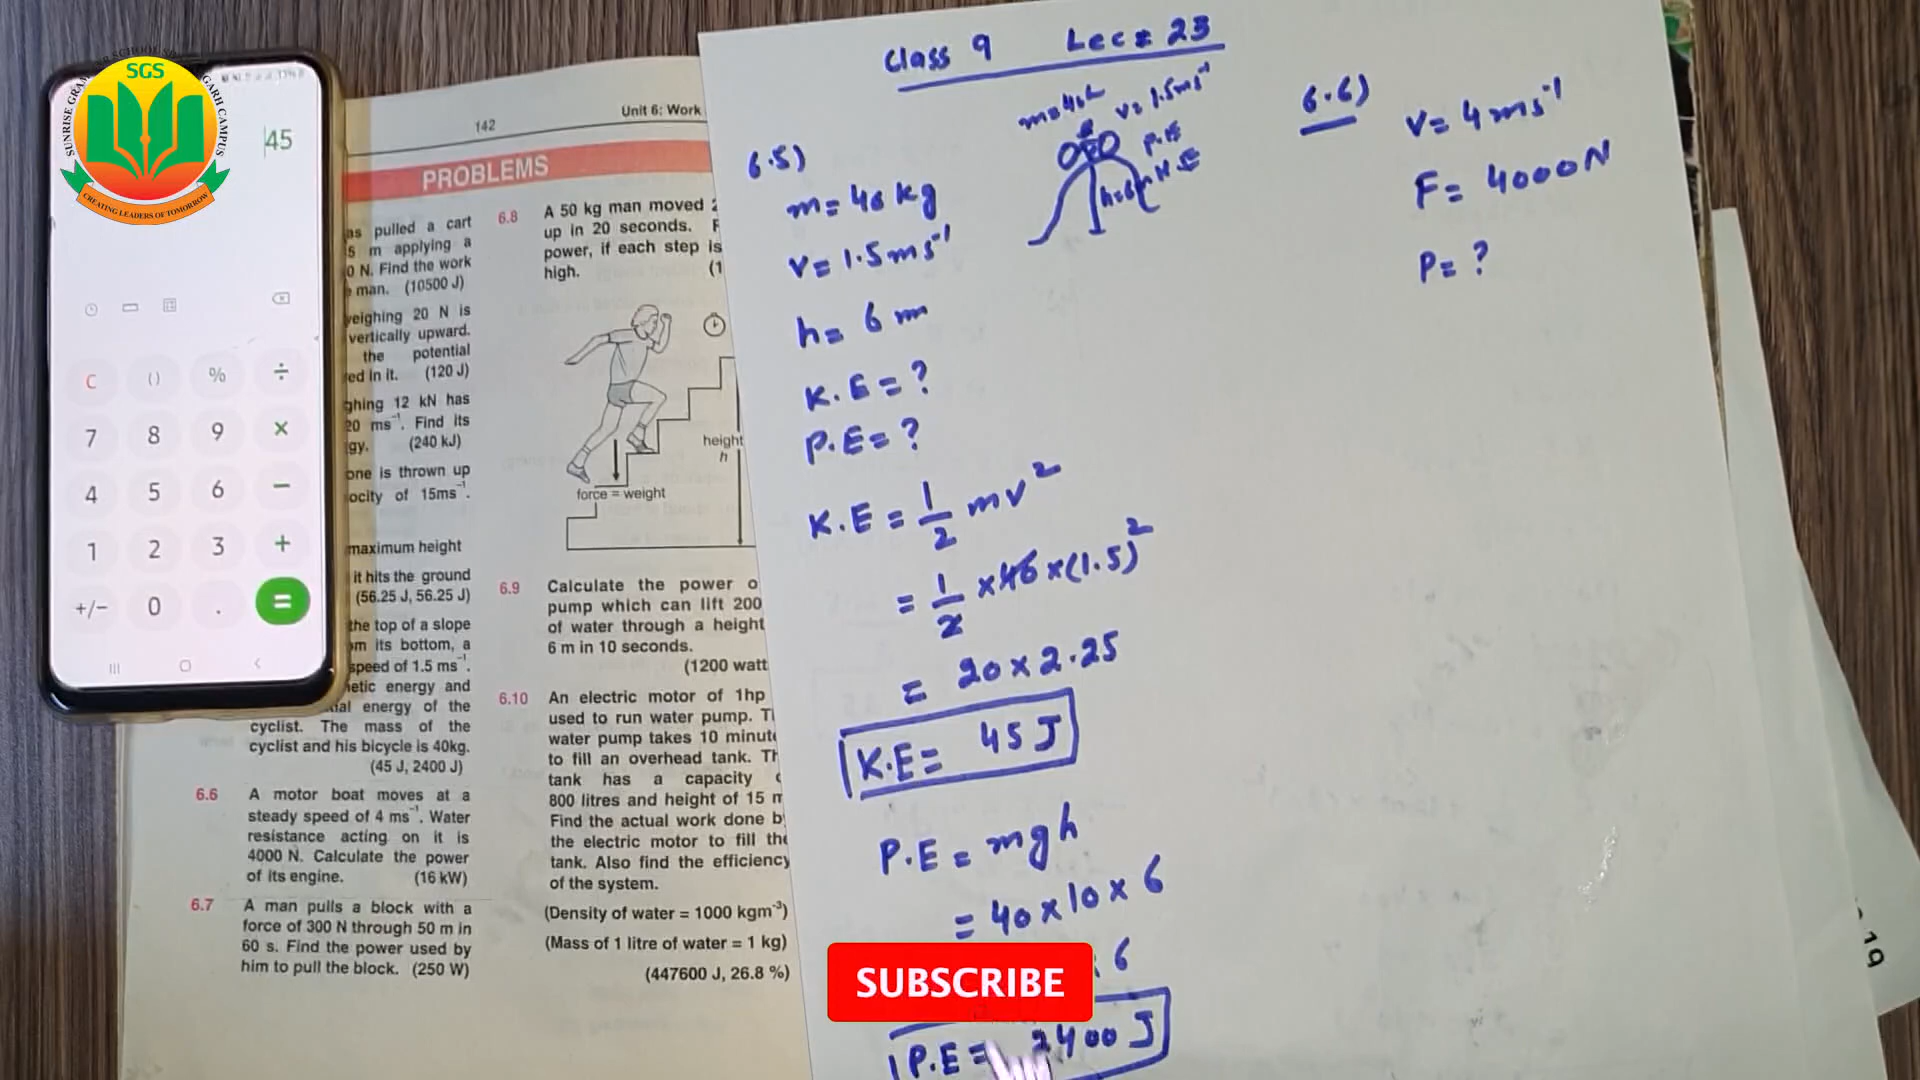 SGS
SUNRISE GRA SCHOOL S GARH CAMPUS
CREATING LEADERS OF TOMORROW
45
C ( ) % ÷
7 8 9 ×
4 5 6 −
1 2 3 +
+/− 0 . =
142
Unit 6: Work
PROBLEMS
as pulled a cart
5 m applying a
0 N. Find the work
man. (10500 J)
weighing 20 N is
vertically upward.
the potential
ed in it. (120 J)
ghing 12 kN has
20 ms⁻¹. Find its
gy. (240 kJ)
one is thrown up
ocity of 15ms⁻¹.
maximum height
it hits the ground
(56.25 J, 56.25 J)
the top of a slope
m its bottom, a
speed of 1.5 ms⁻¹.
etic energy and
ial energy of the
cyclist. The mass of the
cyclist and his bicycle is 40kg.
(45 J, 2400 J)
6.6 A motor boat moves at a
steady speed of 4 ms⁻¹. Water
resistance acting on it is
4000 N. Calculate the power
of its engine. (16 kW)
6.7 A man pulls a block with a
force of 300 N through 50 m in
60 s. Find the power used by
him to pull the block. (250 W)
6.8 A 50 kg man moved 2
up in 20 seconds. F
power, if each step is
high. (1
height
h
force = weight
6.9 Calculate the power o
pump which can lift 200
of water through a height
6 m in 10 seconds.
(1200 watt
6.10 An electric motor of 1hp
used to run water pump. T
water pump takes 10 minut
to fill an overhead tank. Th
tank has a capacity
800 litres and height of 15 m
Find the actual work done b
the electric motor to fill the
tank. Also find the efficiency
of the system.
(Density of water = 1000 kgm⁻³)
(Mass of 1 litre of water = 1 kg)
(447600 J, 26.8 %)
Class 9 Lec = 23
v = 1.5ms⁻¹
P.E
6.5)
m = 40 kg
v = 1.5ms⁻¹
h = 6 m
K.E = ?
P.E = ?
K.E = 1/2 mv²
= 1/2 × 40 × (1.5)²
= 20 × 2.25
K.E = 45 J
P.E = mgh
= 40 × 10 × 6
6
P.E = 2400 J
6.6)
v = 4 ms⁻¹
F = 4000 N
P = ?
SUBSCRIBE
19